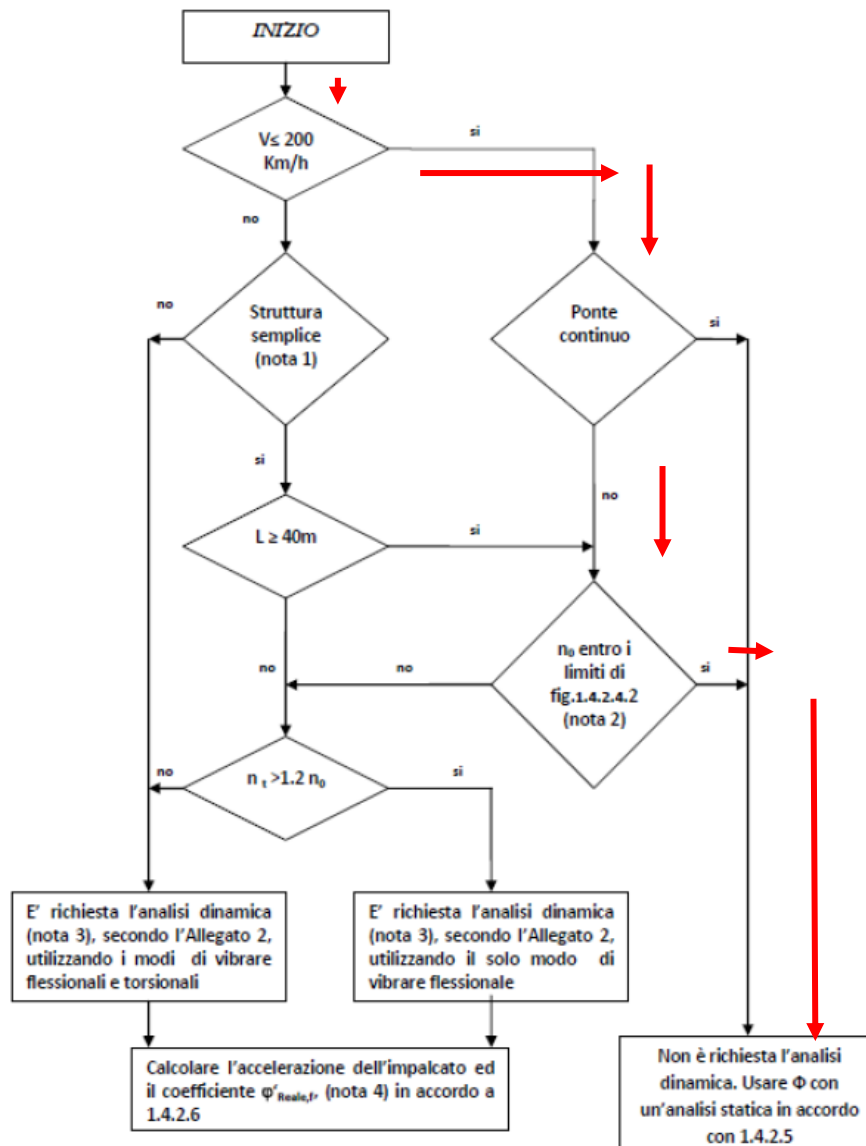 INIZIO
V≤ 200
Km/h
si
no
no
Struttura
semplice
(nota 1)
Ponte
continuo
si
si
no
L ≥ 40m
si
no
no
n₀ entro i
limiti di
fig.1.4.2.4.2
(nota 2)
si
no
n ₜ >1.2 n₀
si
E' richiesta l'analisi dinamica
(nota 3), secondo l'Allegato 2,
utilizzando i modi di vibrare
flessionali e torsionali
E' richiesta l'analisi dinamica
(nota 3), secondo l'Allegato 2,
utilizzando il solo modo di
vibrare flessionale
Calcolare l'accelerazione dell'impalcato ed
il coefficiente φ'Reale,f, (nota 4) in accordo a
1.4.2.6
Non è richiesta l'analisi
dinamica. Usare Φ con
un'analisi statica in accordo
con 1.4.2.5